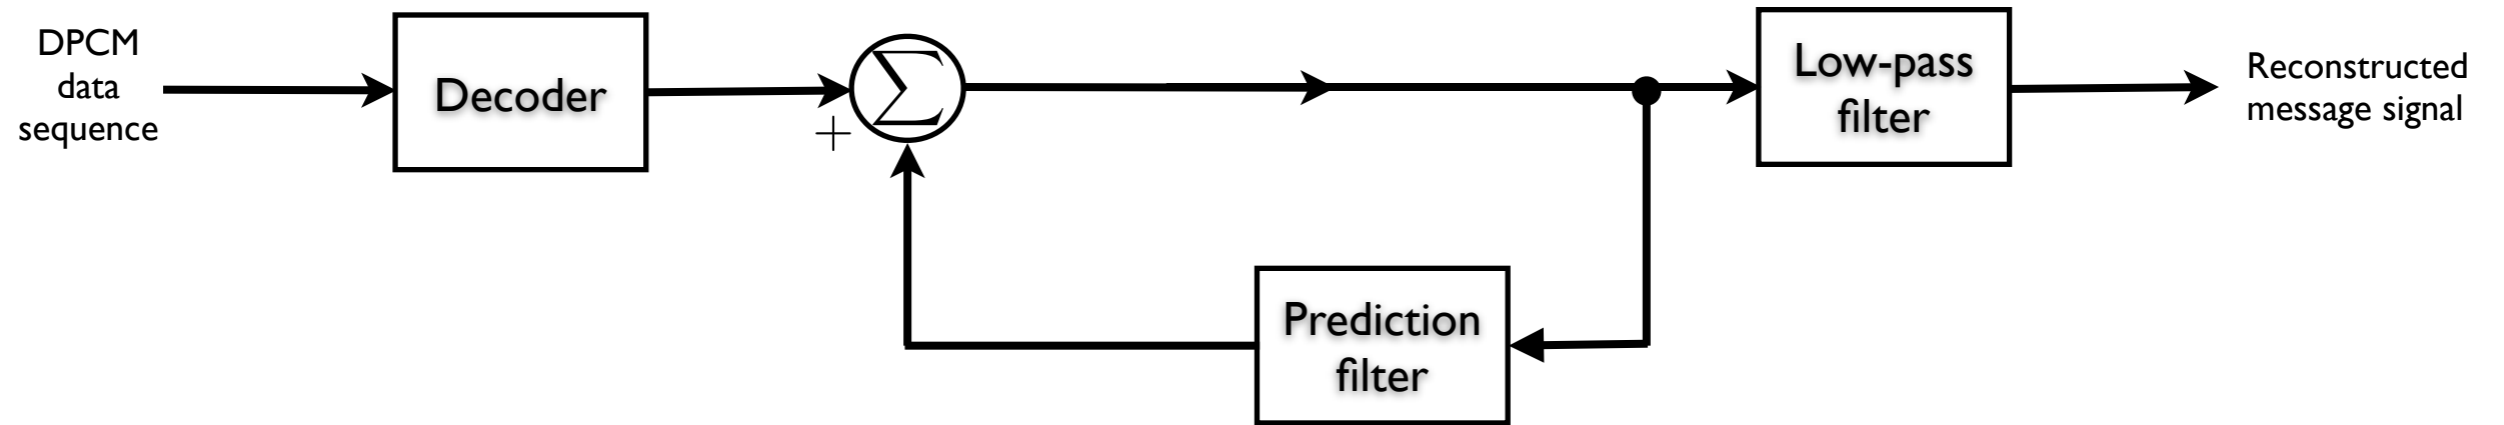 DPCM
data
sequence
Decoder
∑
+
Low-pass
filter
Reconstructed
message signal
Prediction
filter